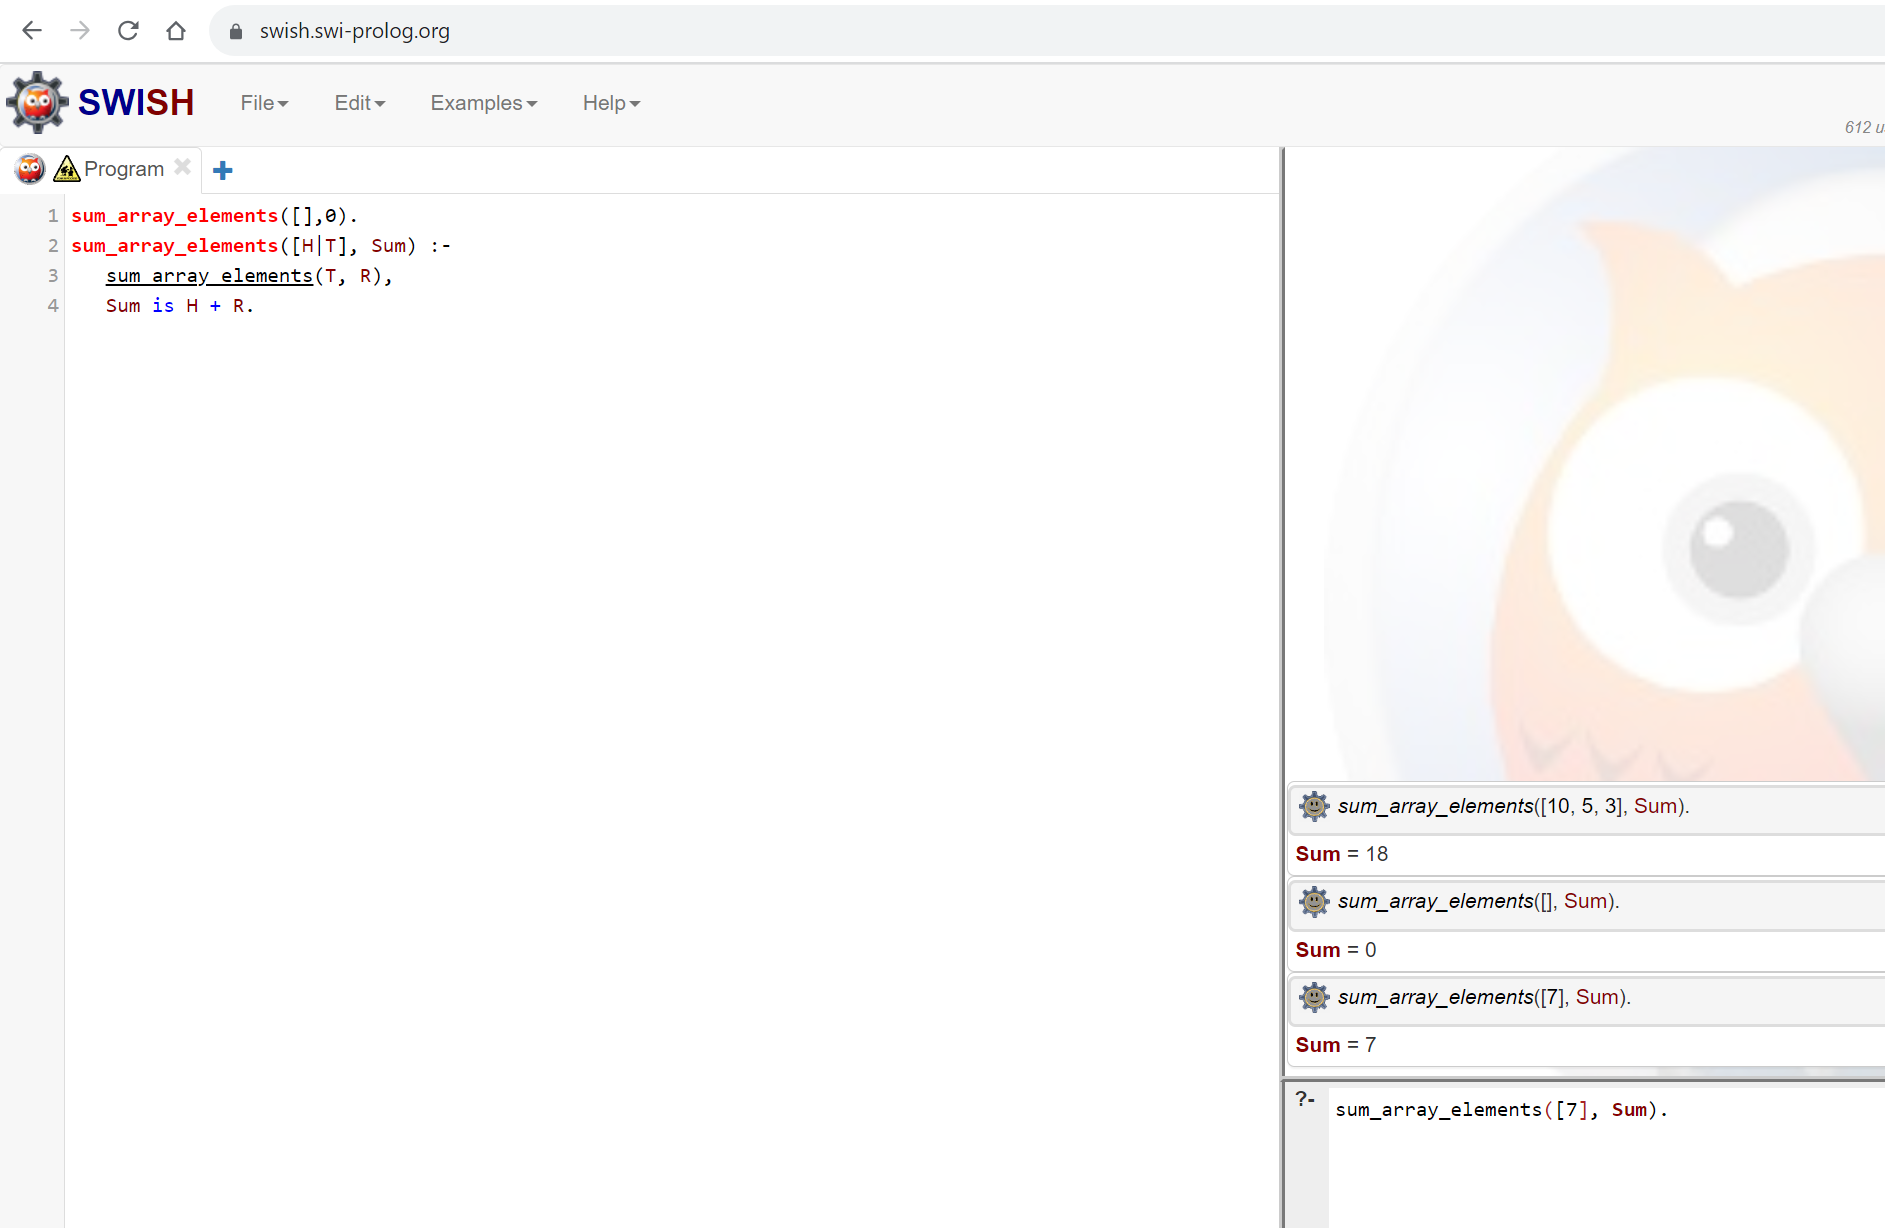 swish.swi-prolog.org
SWISH File Edit Examples Help
612 u
Program
1 sum_array_elements([],0).
2 sum_array_elements([H|T], Sum) :-
3 sum_array_elements(T, R),
4 Sum is H + R.
sum_array_elements([10, 5, 3], Sum).
Sum = 18
sum_array_elements([], Sum).
Sum = 0
sum_array_elements([7], Sum).
Sum = 7
?- sum_array_elements([7], Sum).